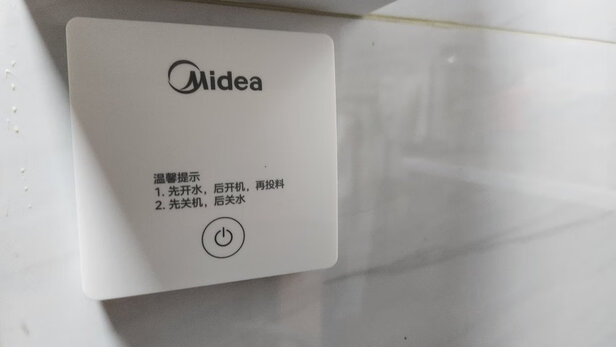 Midea
温馨提示
1. 先开水，后开机，再投料
2. 先关机，后关水